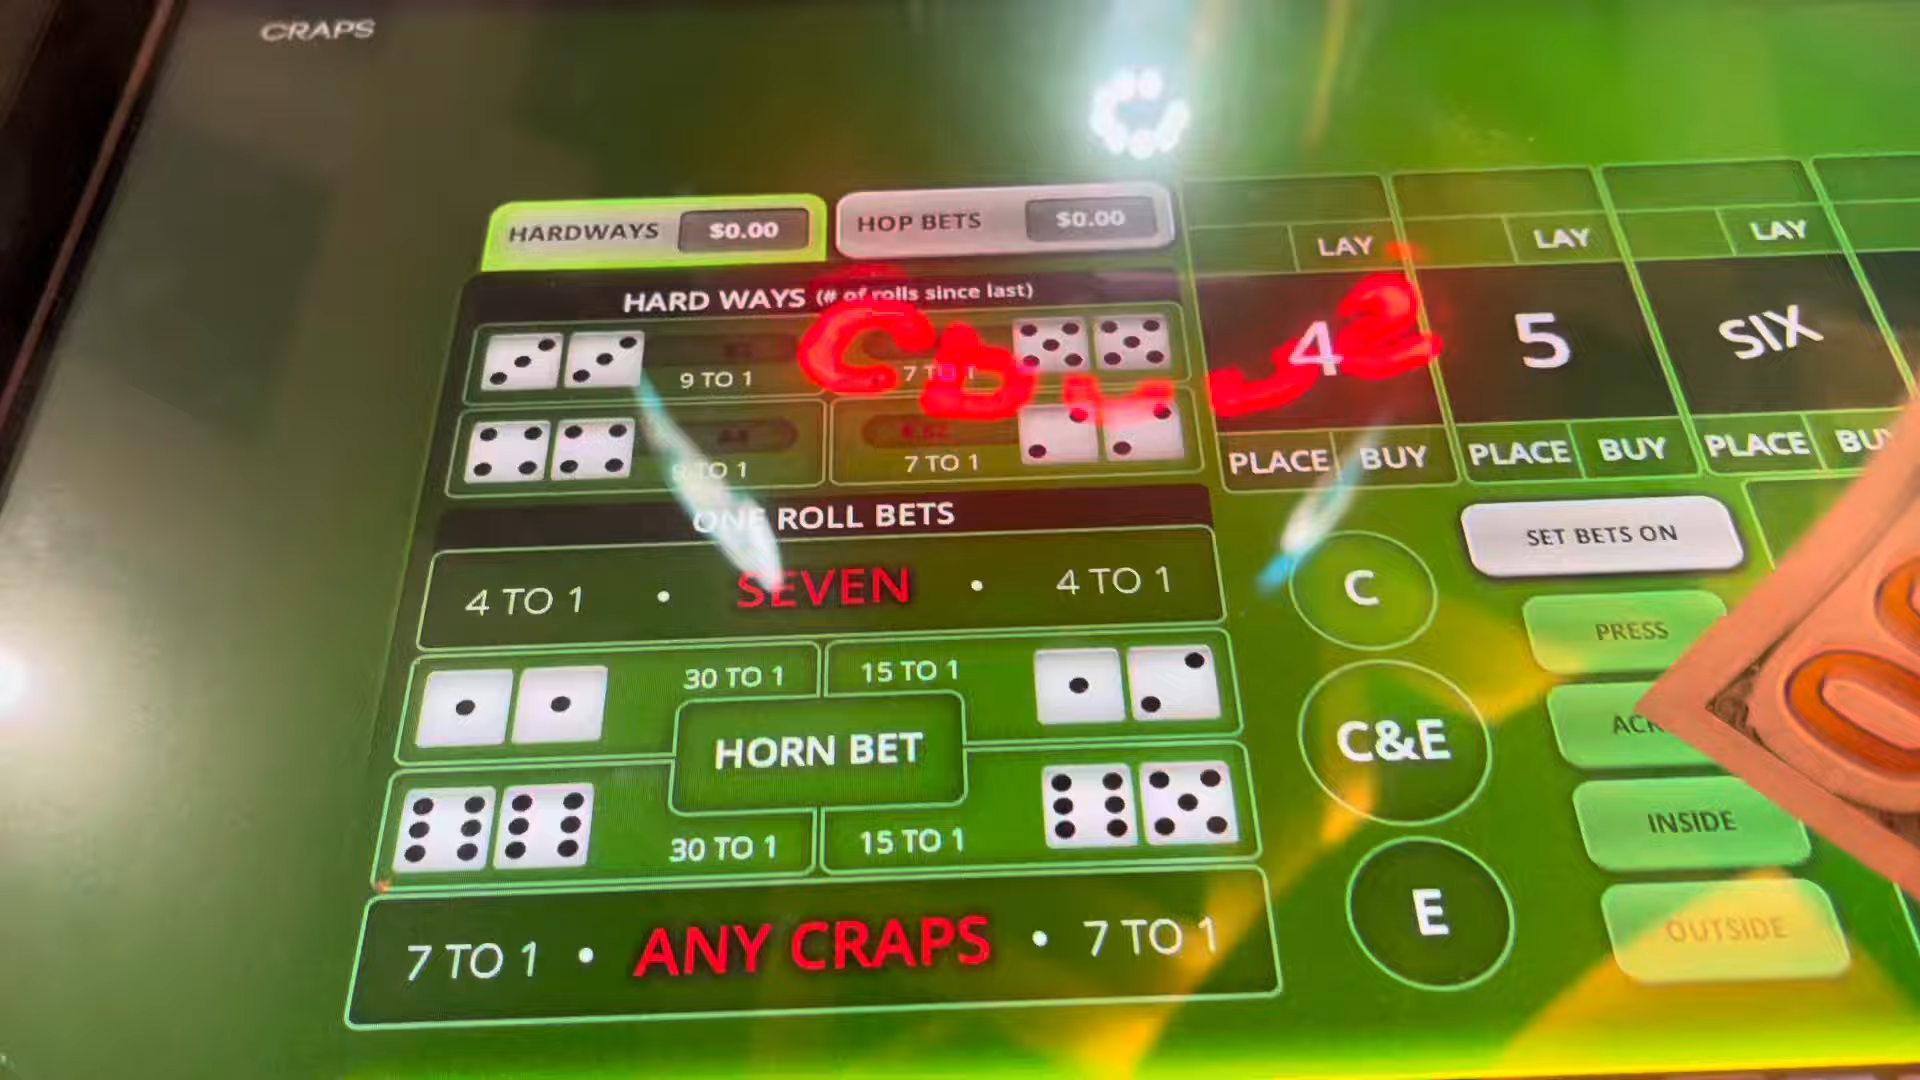 CRAPS
HARDWAYS $0.00 HOP BETS $0.00
LAY LAY LAY
HARD WAYS (# of rolls since last)
9 TO 1 7 TO 1
4 5 SIX
9 TO 1 7 TO 1
PLACE BUY PLACE BUY PLACE BU
ONE ROLL BETS
SET BETS ON
4 TO 1 • SEVEN • 4 TO 1
C
PRESS
30 TO 1 15 TO 1
HORN BET
C&E
30 TO 1 15 TO 1
INSIDE
E
OUTSIDE
7 TO 1 • ANY CRAPS • 7 TO 1